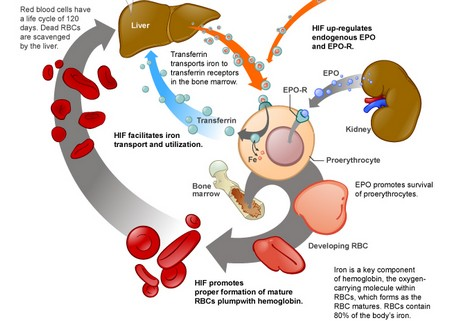 Red blood cells have
a life cycle of 120
days. Dead RBCs
are scavenged
by the liver.
Liver
HIF up-regulates
endogenous EPO
and EPO-R.
Transferrin
transports iron to
transferrin receptors
in the bone marrow.
EPO
EPO-R
Transferrin
Kidney
HIF facilitates iron
transport and utilization.
Fe
Proerythrocyte
Bone
marrow
EPO promotes survival
of proerythrocytes.
Developing RBC
HIF promotes
proper formation of mature
RBCs plumpwith hemoglobin.
Iron is a key component
of hemoglobin, the oxygen-
carrying molecule within
RBCs, which forms as the
RBC matures. RBCs contain
80% of the body's iron.